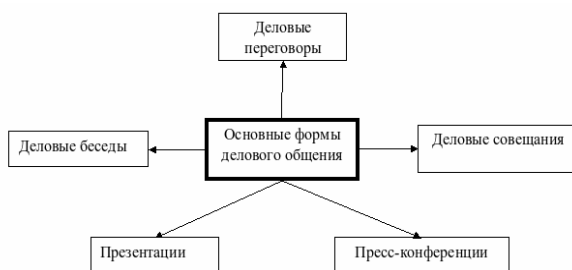 Деловые
переговоры
Деловые беседы
Основные формы
делового общения
Деловые совещания
Презентации
Пресс-конференции